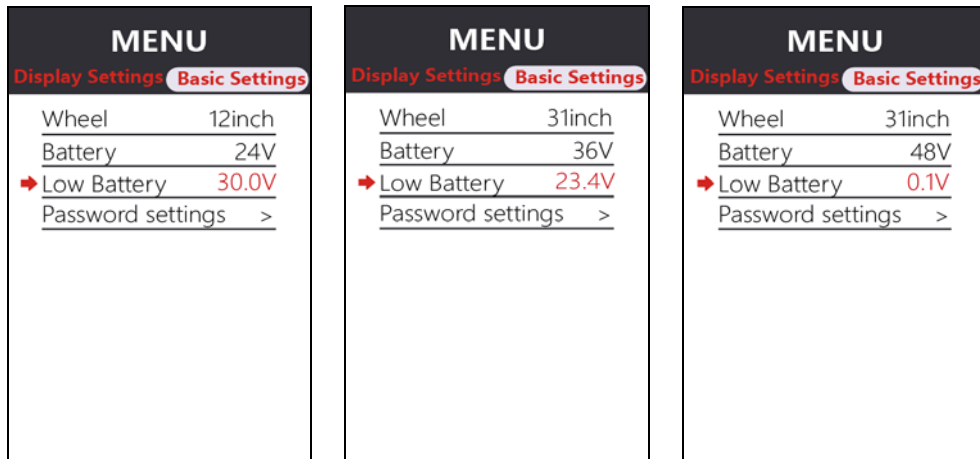 MENU
Display Settings Basic Settings
Wheel 12inch
Battery 24V
Low Battery 30.0V
Password settings >
MENU
Display Settings Basic Settings
Wheel 31inch
Battery 36V
Low Battery 23.4V
Password settings >
MENU
Display Settings Basic Settings
Wheel 31inch
Battery 48V
Low Battery 0.1V
Password settings >